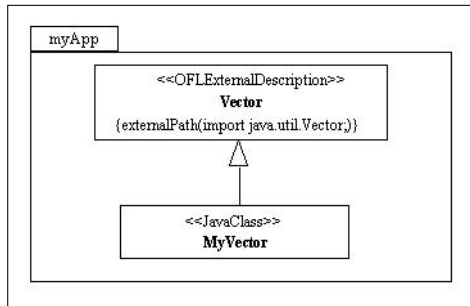 myApp
<<OFLExternalDescription>>
Vector
{externalPath(import java.util.Vector;)}
<<JavaClass>>
MyVector